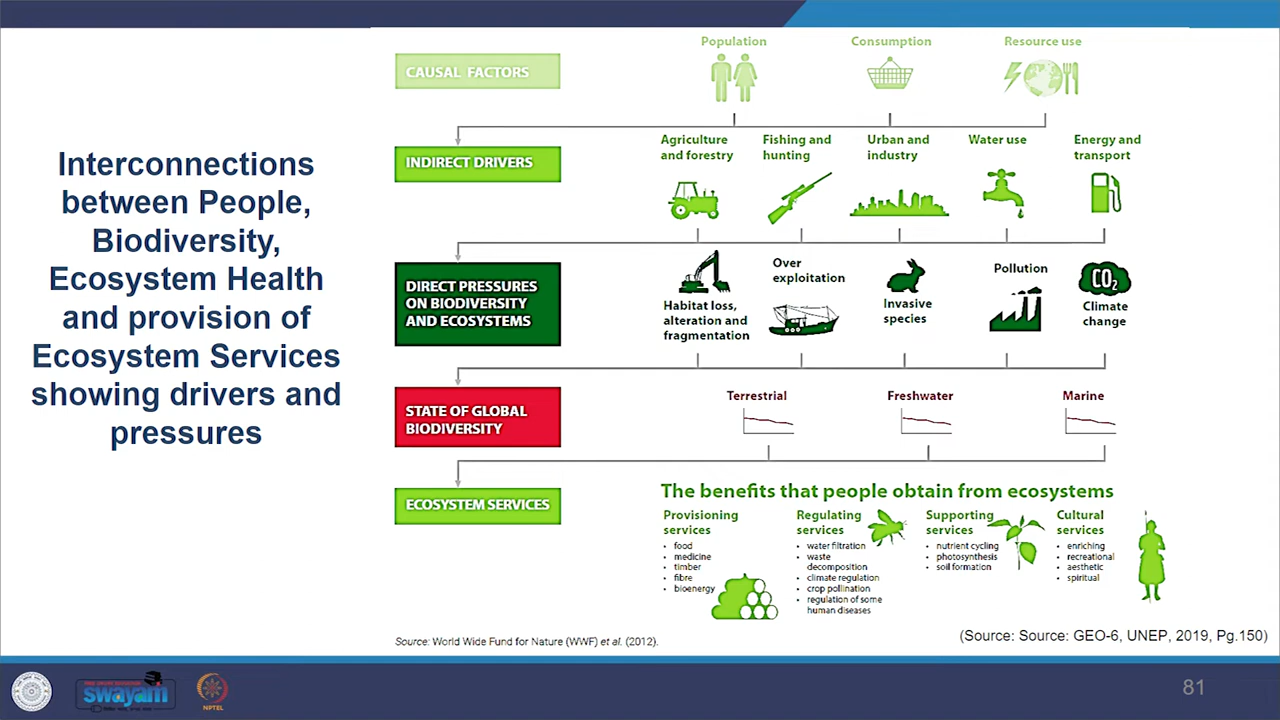 Interconnections
between People,
Biodiversity,
Ecosystem Health
and provision of
Ecosystem Services
showing drivers and
pressures
CAUSAL FACTORS
Population
Consumption
Resource use
INDIRECT DRIVERS
Agriculture
and forestry
Fishing and
hunting
Urban and
industry
Water use
Energy and
transport
DIRECT PRESSURES
ON BIODIVERSITY
AND ECOSYSTEMS
Habitat loss,
alteration and
fragmentation
Over
exploitation
Invasive
species
Pollution
CO2
Climate
change
STATE OF GLOBAL
BIODIVERSITY
Terrestrial
Freshwater
Marine
ECOSYSTEM SERVICES
The benefits that people obtain from ecosystems
Provisioning
services
• food
• medicine
• timber
• fibre
• bioenergy
Regulating
services
• water filtration
• waste
decomposition
• climate regulation
• crop pollination
• regulation of some
human diseases
Supporting
services
• nutrient cycling
• photosynthesis
• soil formation
Cultural
services
• enriching
• recreational
• aesthetic
• spiritual
Source: World Wide Fund for Nature (WWF) et al. (2012).
(Source: Source: GEO-6, UNEP, 2019, Pg.150)
swayam
NPTEL
81